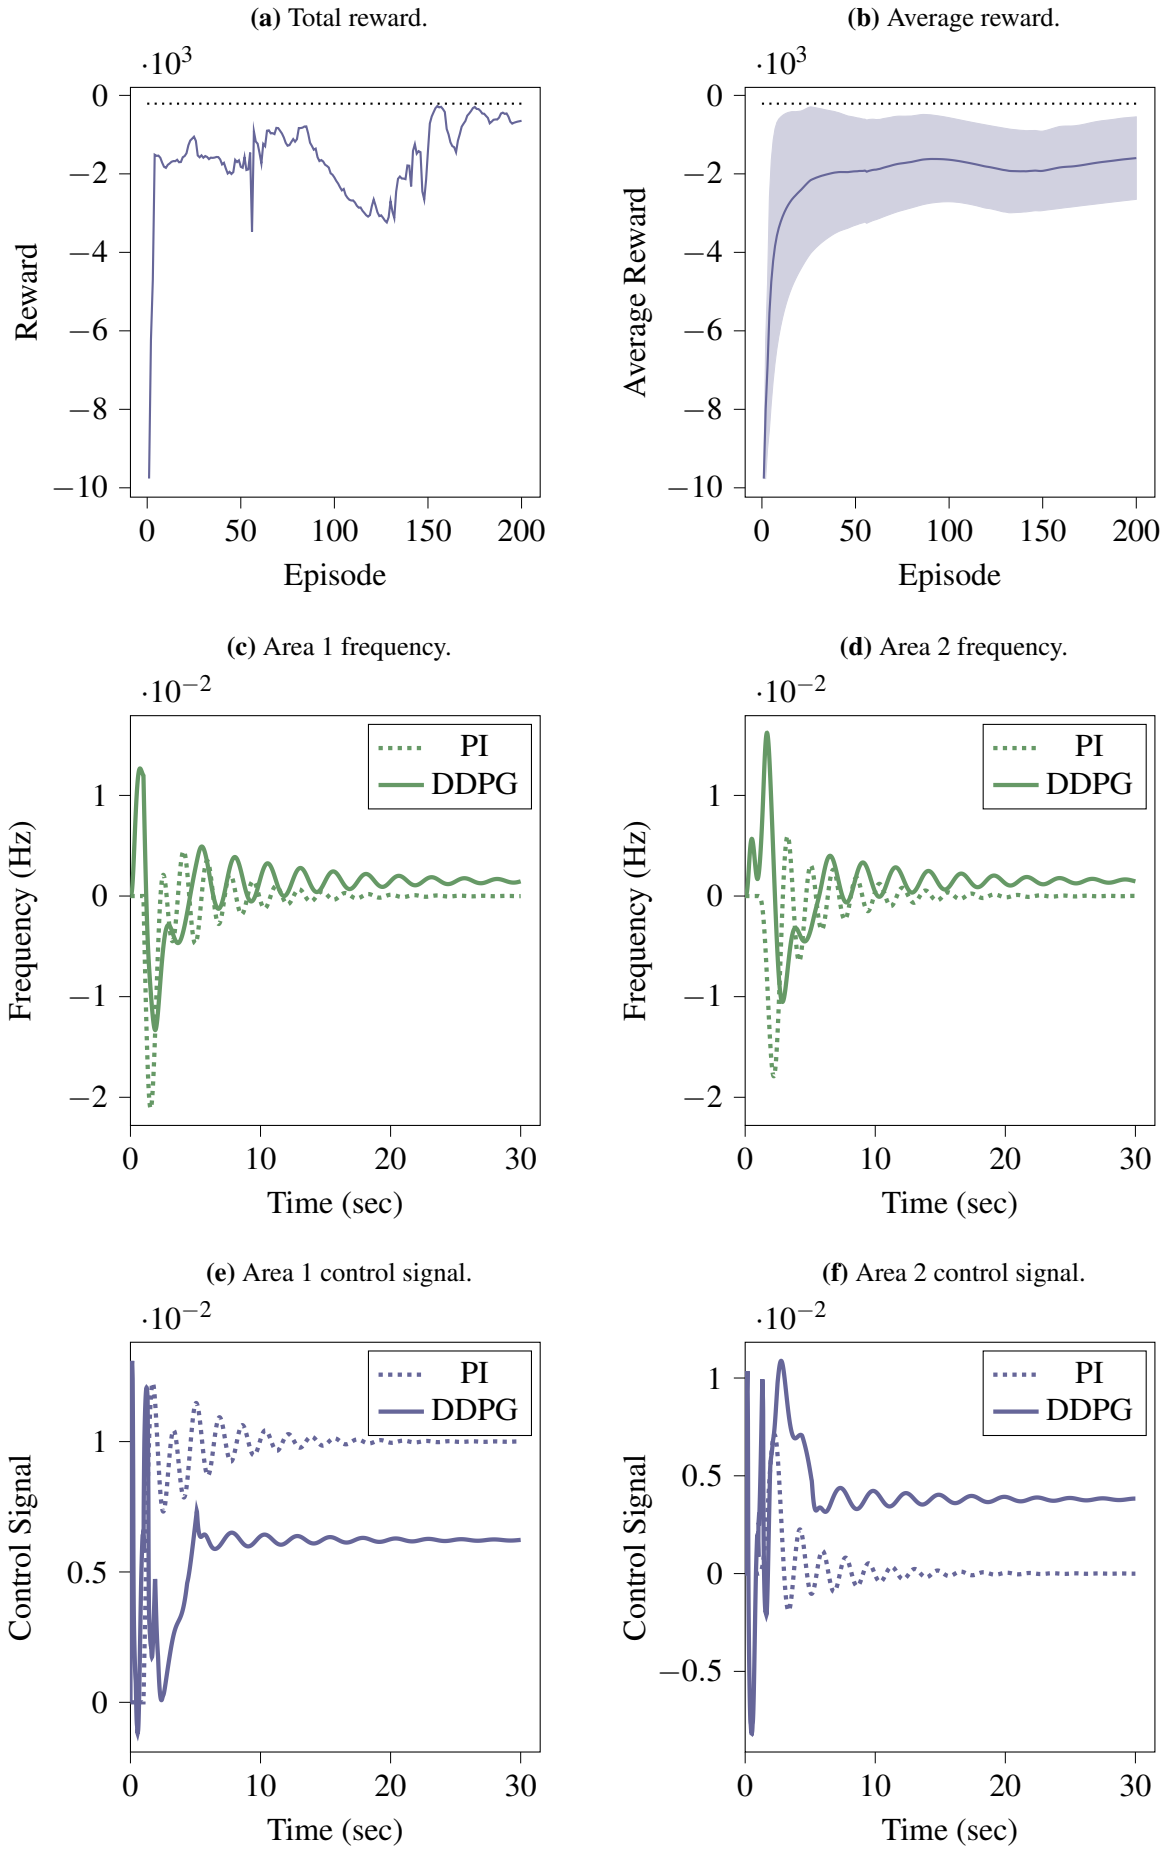 (a) Total reward.
·10³
0
−2
−4
−6
−8
−10
Reward
0 50 100 150 200
Episode
(b) Average reward.
·10³
0
−2
−4
−6
−8
−10
Average Reward
0 50 100 150 200
Episode
(c) Area 1 frequency.
·10⁻²
PI
DDPG
1
0
−1
−2
Frequency (Hz)
0 10 20 30
Time (sec)
(d) Area 2 frequency.
·10⁻²
PI
DDPG
1
0
−1
−2
Frequency (Hz)
0 10 20 30
Time (sec)
(e) Area 1 control signal.
·10⁻²
PI
DDPG
1
0.5
0
Control Signal
0 10 20 30
Time (sec)
(f) Area 2 control signal.
·10⁻²
PI
DDPG
1
0.5
0
−0.5
Control Signal
0 10 20 30
Time (sec)